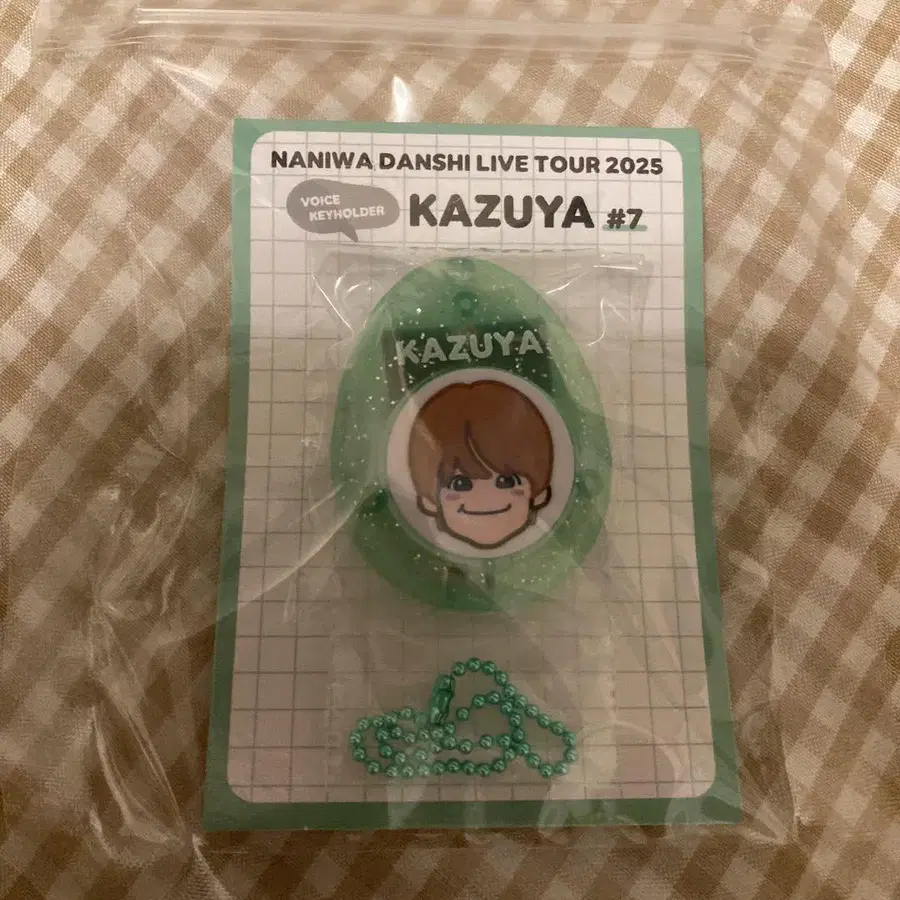 NANIWA DANSHI LIVE TOUR 2025
VOICE
KEYHOLDER
KAZUYA #7
KAZUYA